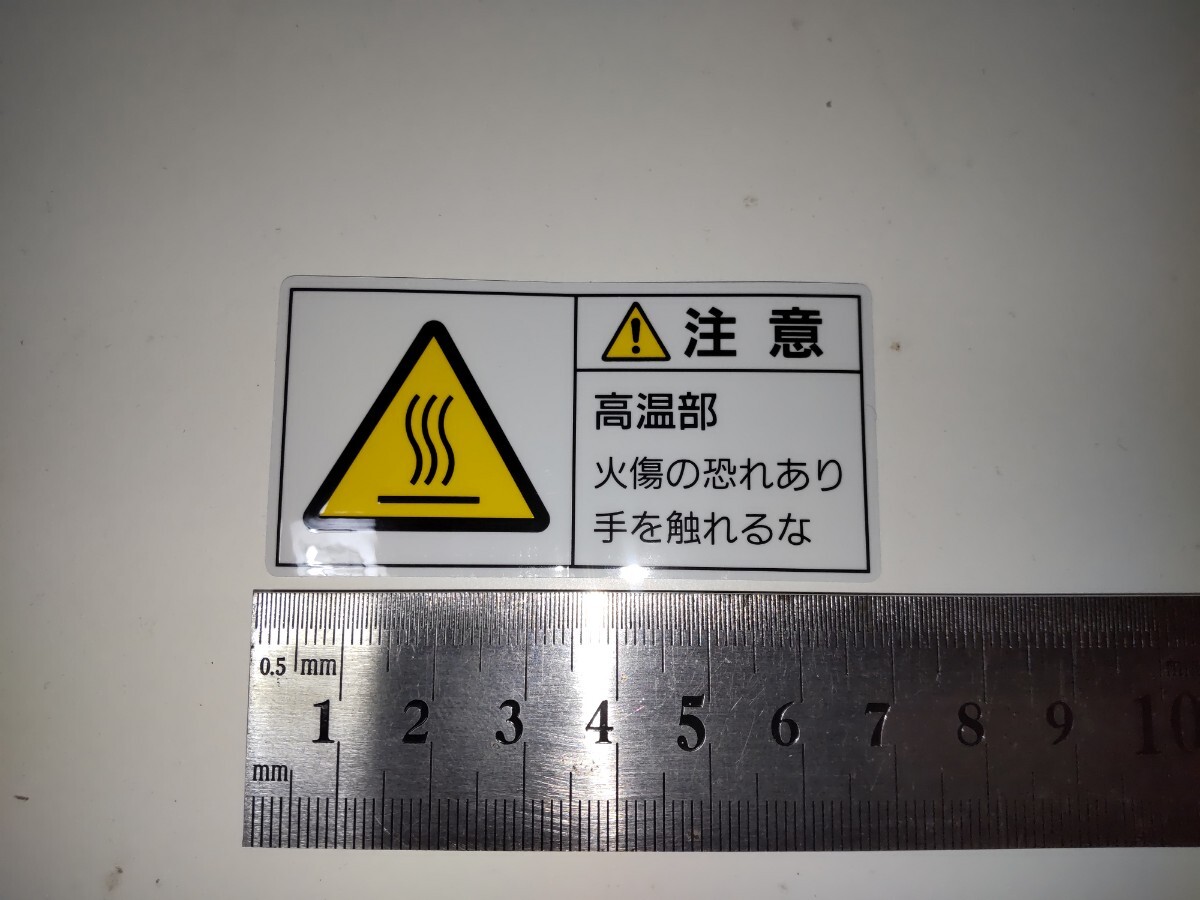 注意
高温部
火傷の恐れあり
手を触れるな
0.5 mm
1 2 3 4 5 6 7 8 9 10
mm